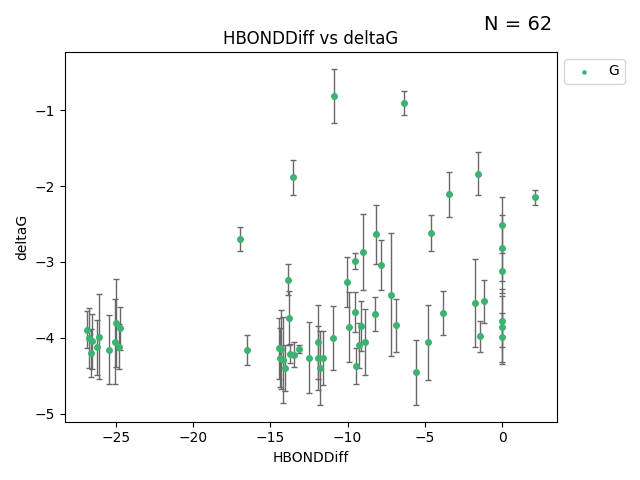 N = 62
HBONDDiff vs deltaG
G
deltaG
−1
−2
−3
−4
−5
−25
−20
−15
−10
−5
0
HBONDDiff